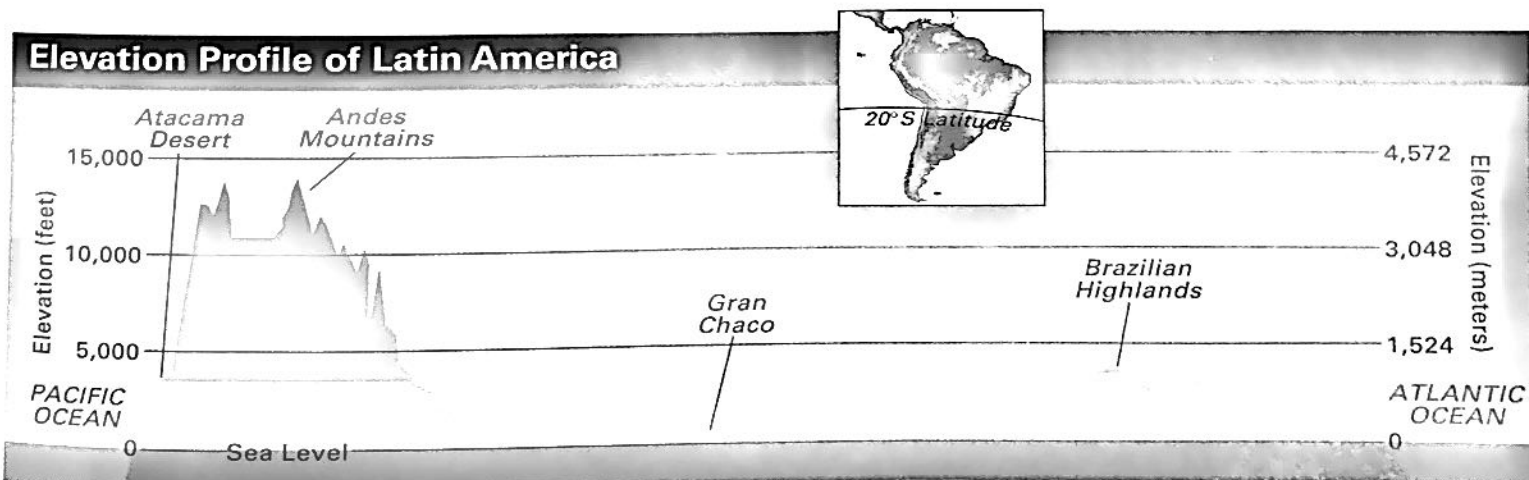 Elevation Profile of Latin America
20°S Latitude
Atacama
Desert
Andes
Mountains
15,000
4,572
Elevation (feet)
Elevation (meters)
10,000
3,048
Brazilian
Highlands
Gran
Chaco
5,000
1,524
PACIFIC
OCEAN
ATLANTIC
OCEAN
0
Sea Level
0